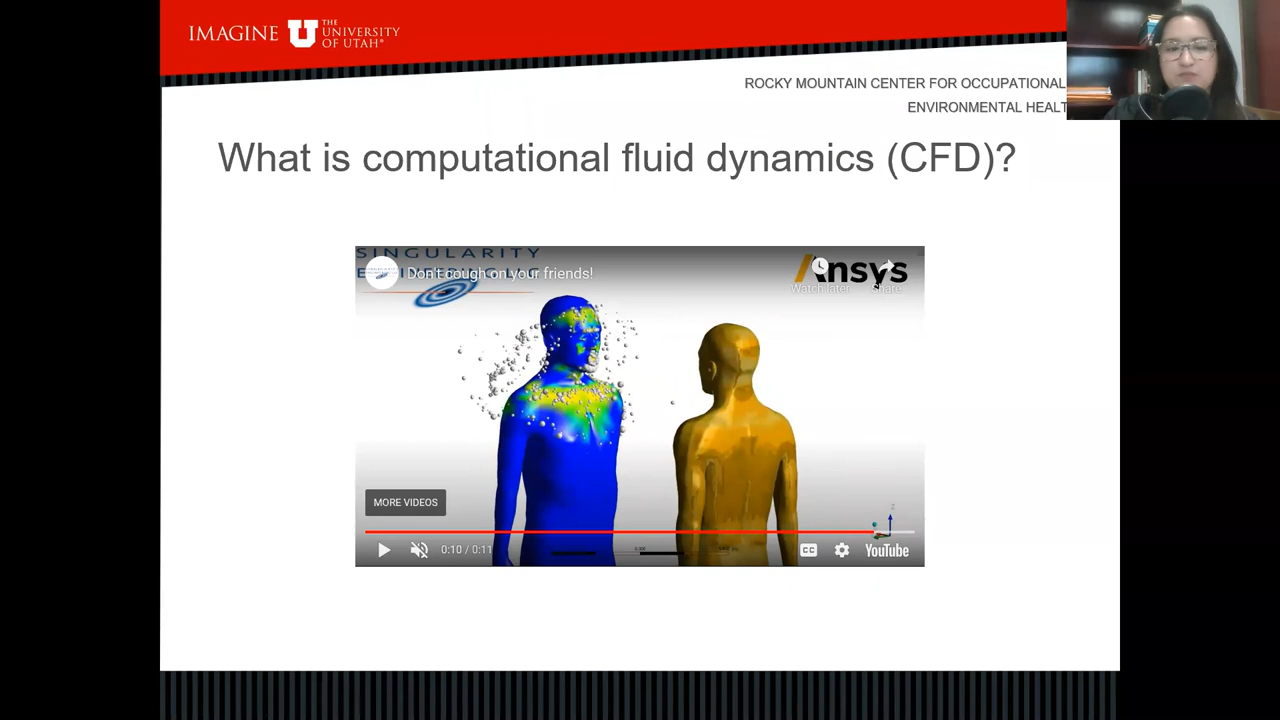 IMAGINE
THE
UNIVERSITY
OF UTAH®
ROCKY MOUNTAIN CENTER FOR OCCUPATIONAL
ENVIRONMENTAL HEALT
What is computational fluid dynamics (CFD)?
SINGULARITY
Don't cough on your friends!
Ansys
Watch later
Share
MORE VIDEOS
0:10 / 0:11
CC
YouTube
Z